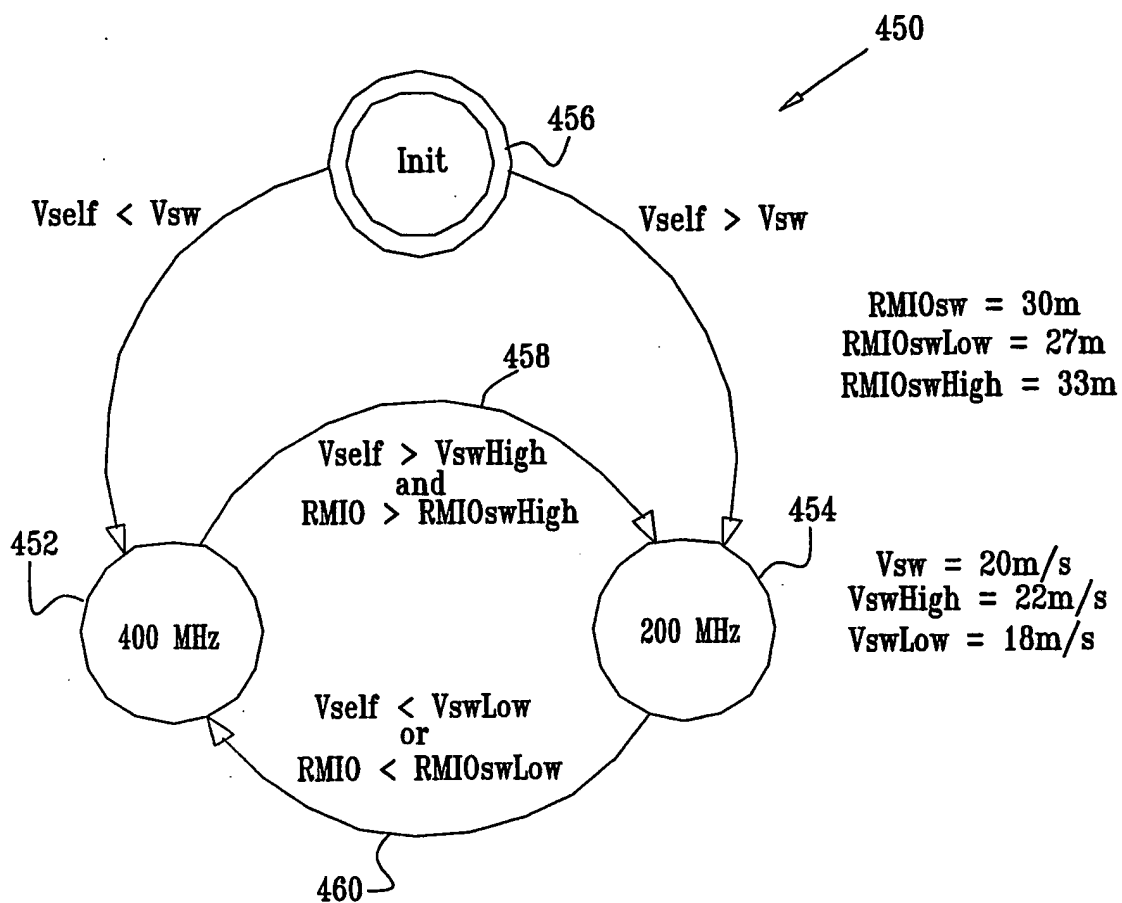 450
456
Init
Vself < Vsw
Vself > Vsw
RMIOsw = 30m
RMIOswLow = 27m
RMIOswHigh = 33m
458
Vself > VswHigh
and
RMIO > RMIOswHigh
452
454
Vsw = 20m/s
VswHigh = 22m/s
VswLow = 18m/s
400 MHz
200 MHz
Vself < VswLow
or
RMIO < RMIOswLow
460